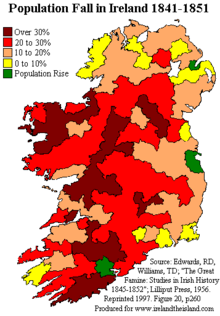 Population Fall in Ireland 1841-1851
Over 30%
20 to 30%
10 to 20%
0 to 10%
Population Rise
Source: Edwards, RD,
Williams, TD; "The Great
Famine: Studies in Irish History
1845-1852"; Lilliput Press, 1956.
Reprinted 1997. Figure 20, p260
Produced for www.irelandtheisland.com